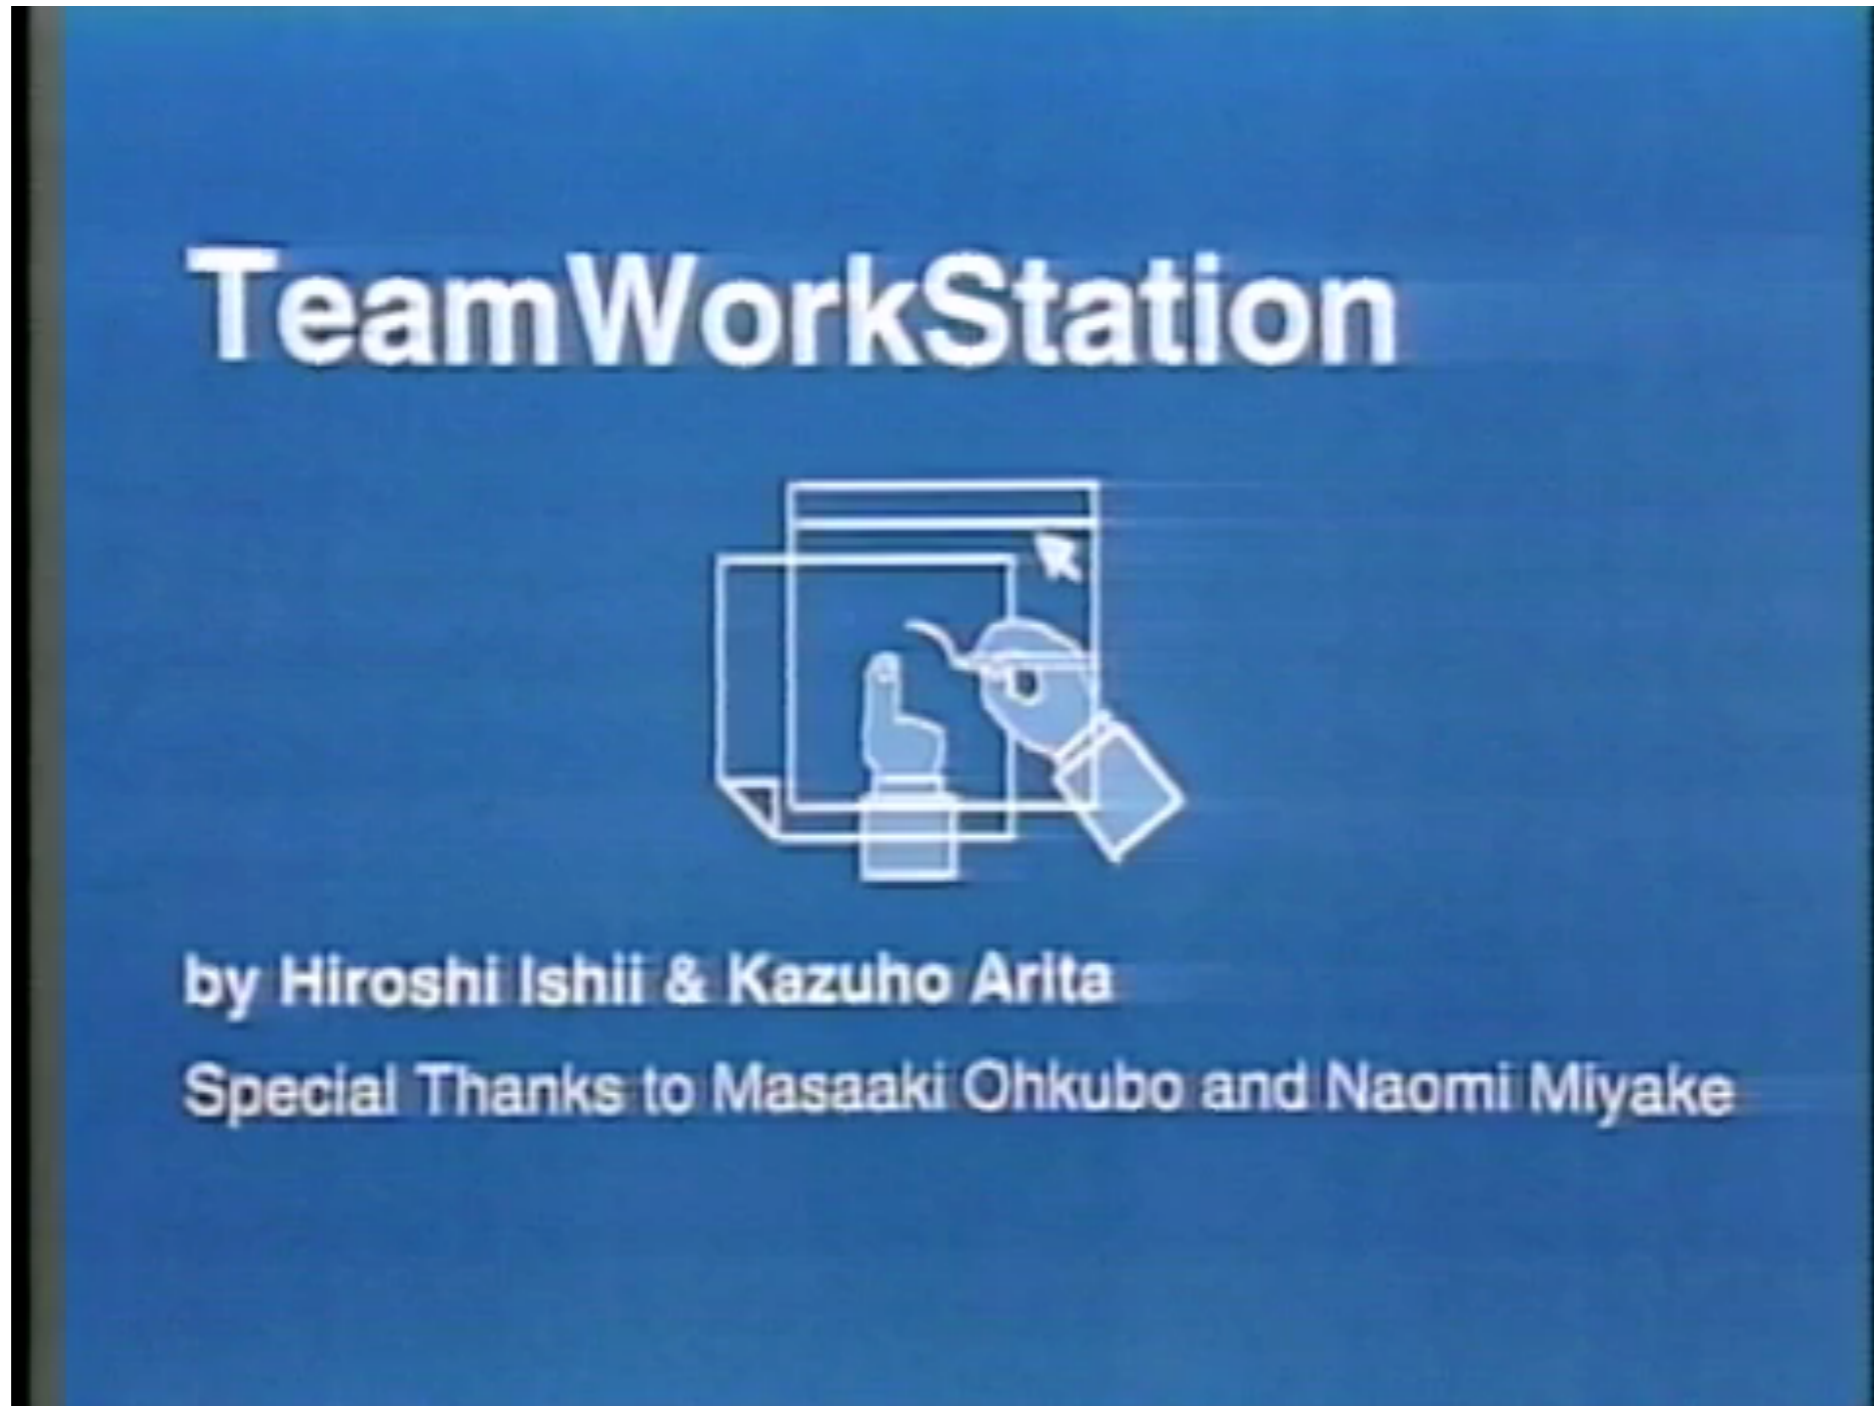 TeamWorkStation
by Hiroshi Ishii & Kazuho Arita
Special Thanks to Masaaki Ohkubo and Naomi Miyake